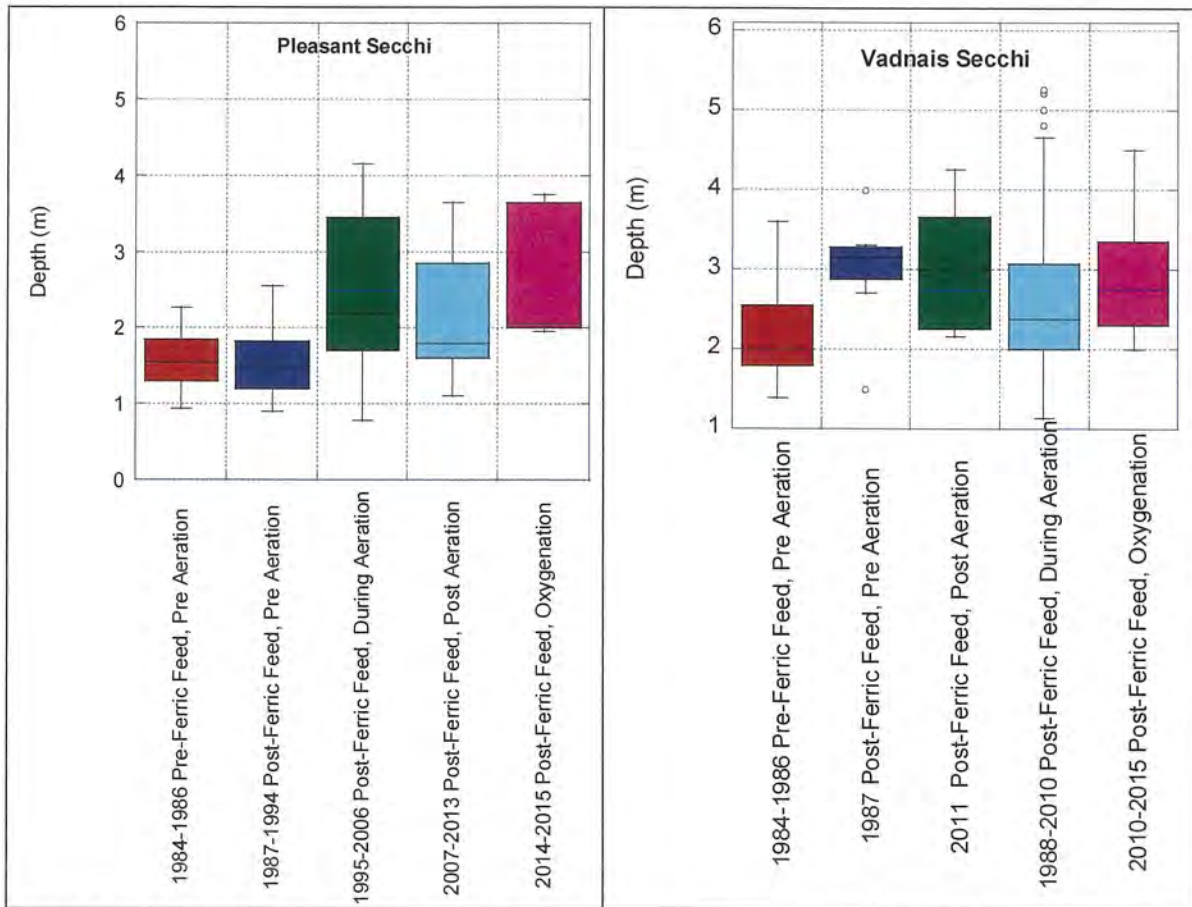 Pleasant Secchi
Depth (m)
6
5
4
3
2
1
0
1984-1986 Pre-Ferric Feed, Pre Aeration
1987-1994 Post-Ferric Feed, Pre Aeration
1995-2006 Post-Ferric Feed, During Aeration
2007-2013 Post-Ferric Feed, Post Aeration
2014-2015 Post-Ferric Feed, Oxygenation
Vadnais Secchi
Depth (m)
6
5
4
3
2
1
1984-1986 Pre-Ferric Feed, Pre Aeration
1987 Post-Ferric Feed, Pre Aeration
2011 Post-Ferric Feed, Post Aeration
1988-2010 Post-Ferric Feed, During Aeration
2010-2015 Post-Ferric Feed, Oxygenation